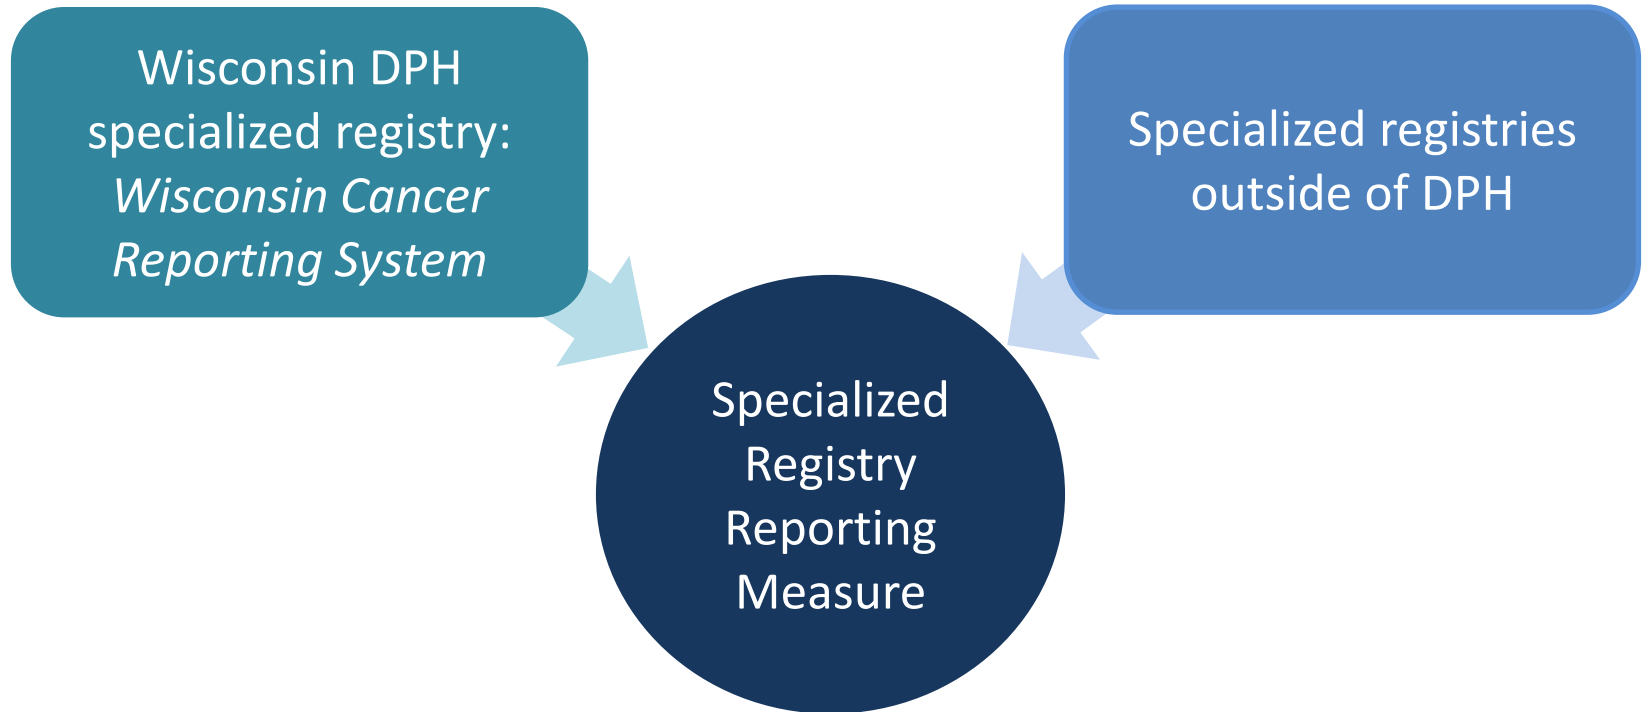 Wisconsin DPH
specialized registry:
Wisconsin Cancer
Reporting System
Specialized registries
outside of DPH
Specialized
Registry
Reporting
Measure